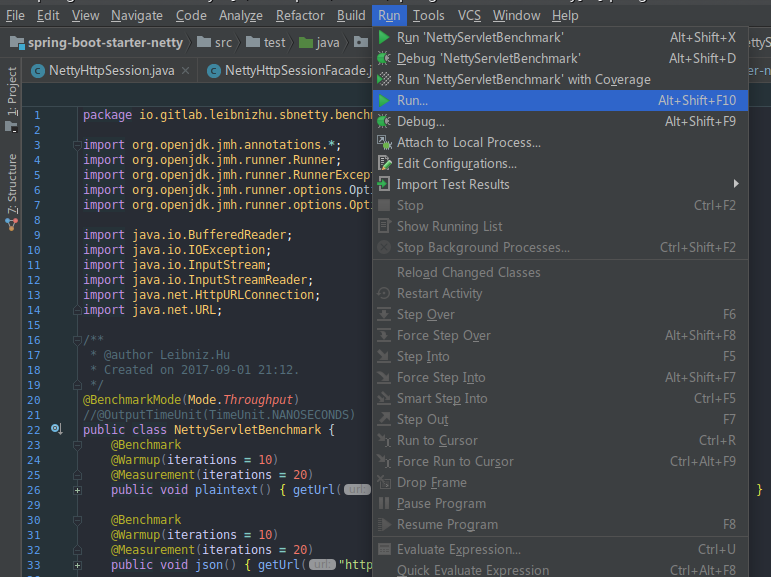 File Edit View Navigate Code Analyze Refactor Build Run Tools VCS Window Help
spring-boot-starter-netty src test java
NettyHttpSession.java NettyHttpSessionFacade.j
1: Project
7: Structure
1 package io.gitlab.leibnizhu.sbnetty.benchm
2
3 import org.openjdk.jmh.annotations.*;
4 import org.openjdk.jmh.runner.Runner;
5 import org.openjdk.jmh.runner.RunnerExcept
6 import org.openjdk.jmh.runner.options.Opti
7 import org.openjdk.jmh.runner.options.Opti
8
9 import java.io.BufferedReader;
10 import java.io.IOException;
11 import java.io.InputStream;
12 import java.io.InputStreamReader;
13 import java.net.HttpURLConnection;
14 import java.net.URL;
15
16 /**
17 * @author Leibniz.Hu
18 * Created on 2017-09-01 21:12.
19 */
20 @BenchmarkMode(Mode.Throughput)
21 //@OutputTimeUnit(TimeUnit.NANOSECONDS)
22 public class NettyServletBenchmark {
23 @Benchmark
24 @Warmup(iterations = 10)
25 @Measurement(iterations = 20)
26 public void plaintext() { getUrl( url: }
29
30 @Benchmark
31 @Warmup(iterations = 10)
32 @Measurement(iterations = 20)
33 public void json() { getUrl( url: "http
Run 'NettyServletBenchmark' Alt+Shift+X
Debug 'NettyServletBenchmark' Alt+Shift+D
Run 'NettyServletBenchmark' with Coverage
Run... Alt+Shift+F10
Debug... Alt+Shift+F9
Attach to Local Process...
Edit Configurations...
Import Test Results
Stop Ctrl+F2
Show Running List
Stop Background Processes... Ctrl+Shift+F2
Reload Changed Classes
Restart Activity
Step Over F6
Force Step Over Alt+Shift+F8
Step Into F5
Force Step Into Alt+Shift+F7
Smart Step Into Ctrl+F5
Step Out F7
Run to Cursor Ctrl+R
Force Run to Cursor Ctrl+Alt+F9
Drop Frame
Pause Program
Resume Program F8
Evaluate Expression... Ctrl+U
Quick Evaluate Expression Ctrl+Alt+F8